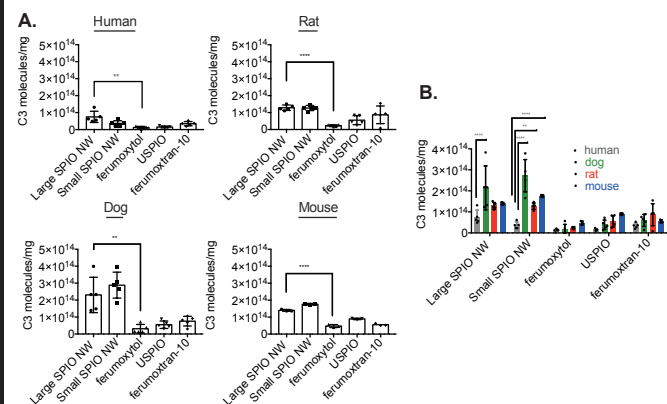 A.
Human
C3 molecules/mg
5×10¹⁴
4×10¹⁴
3×10¹⁴
2×10¹⁴
1×10¹⁴
0
**
Large SPIO NW
Small SPIO NW
ferumoxytol
USPIO
ferumoxtran-10
Rat
C3 molecules/mg
5×10¹⁴
4×10¹⁴
3×10¹⁴
2×10¹⁴
1×10¹⁴
0
****
Large SPIO NW
Small SPIO NW
ferumoxytol
USPIO
ferumoxtran-10
Dog
C3 molecules/mg
5×10¹⁴
4×10¹⁴
3×10¹⁴
2×10¹⁴
1×10¹⁴
0
**
Large SPIO NW
Small SPIO NW
ferumoxytol
USPIO
ferumoxtran-10
Mouse
C3 molecules/mg
5×10¹⁴
4×10¹⁴
3×10¹⁴
2×10¹⁴
1×10¹⁴
0
****
Large SPIO NW
Small SPIO NW
ferumoxytol
USPIO
ferumoxtran-10
B.
C3 molecules/mg
4×10¹⁴
3×10¹⁴
2×10¹⁴
1×10¹⁴
0
****
****
**
****
human
dog
rat
mouse
Large SPIO NW
Small SPIO NW
ferumoxytol
USPIO
ferumoxtran-10